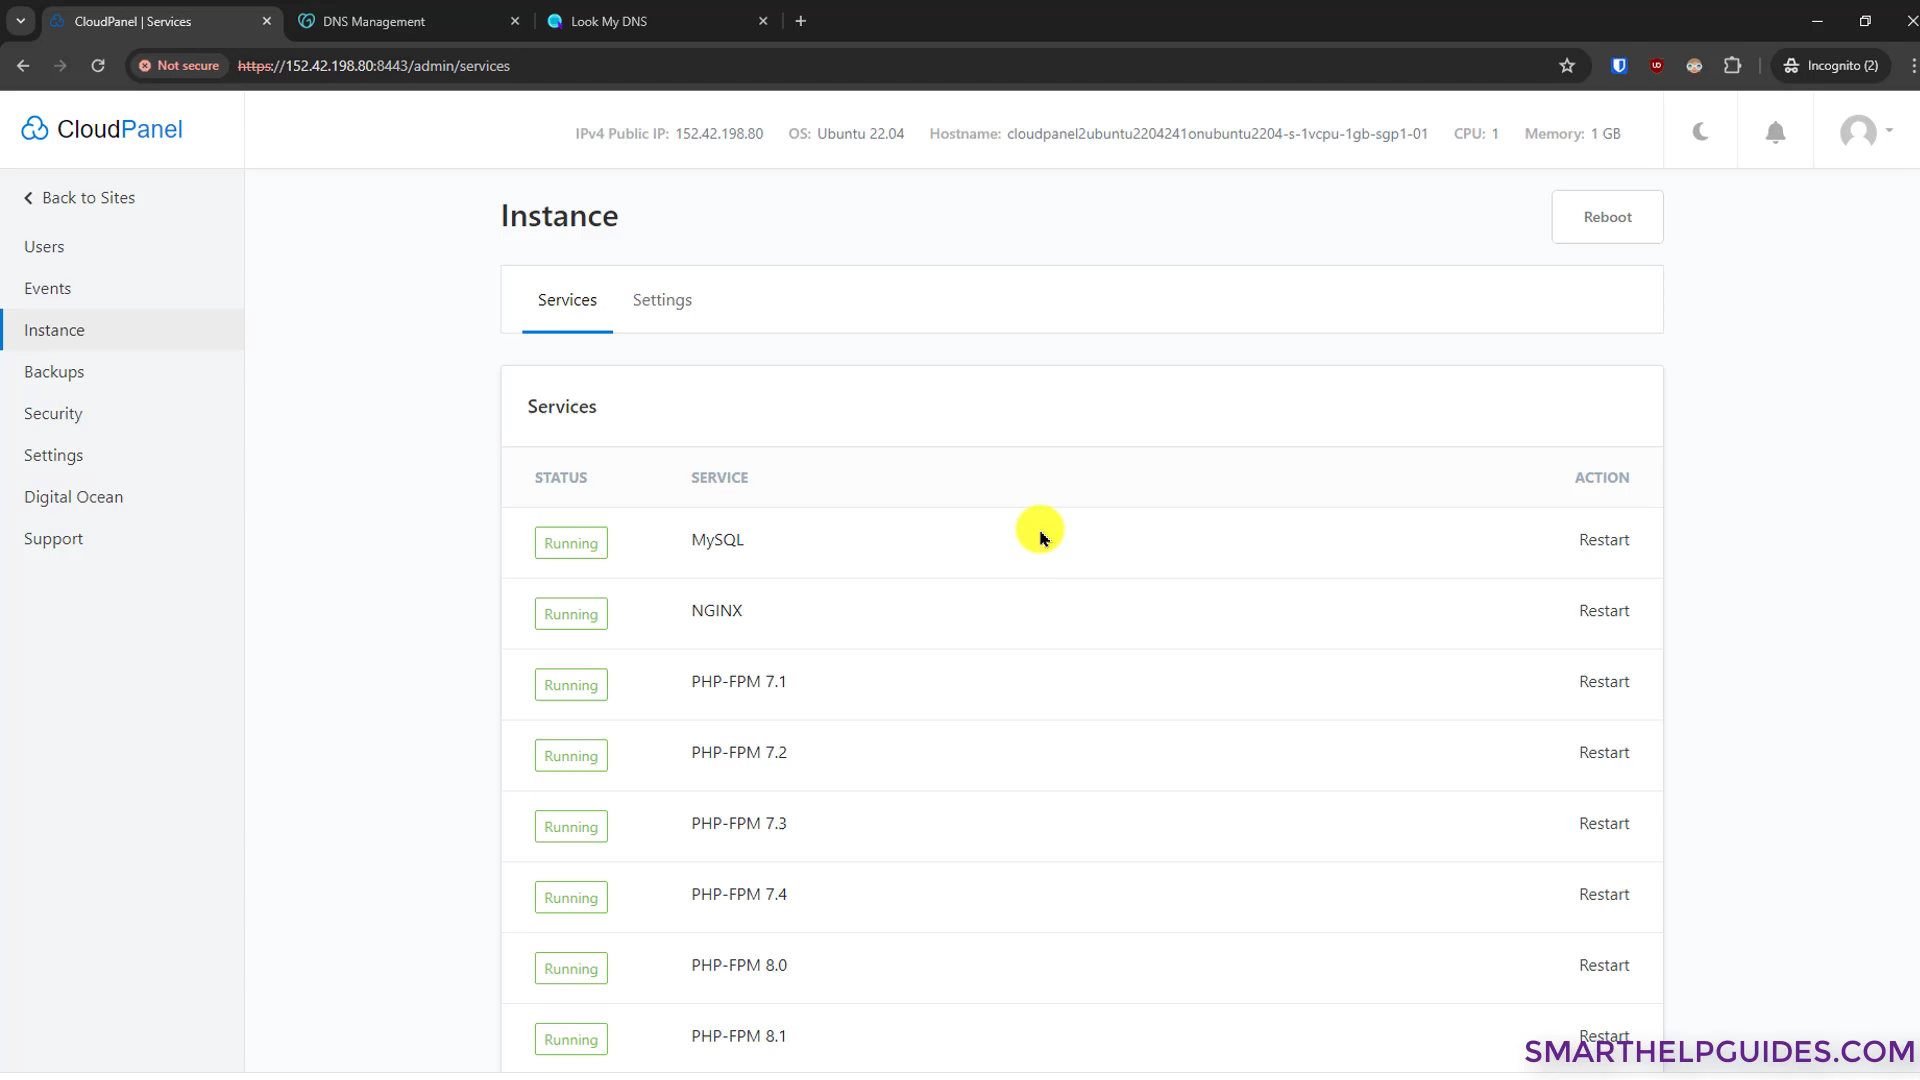 CloudPanel | Services
DNS Management
Look My DNS
Not secure
https://152.42.198.80:8443/admin/services
Incognito (2)
CloudPanel
IPv4 Public IP: 152.42.198.80 OS: Ubuntu 22.04 Hostname: cloudpanel2ubuntu2204241onubuntu2204-s-1vcpu-1gb-sgp1-01 CPU: 1 Memory: 1 GB
Back to Sites
Users
Events
Instance
Backups
Security
Settings
Digital Ocean
Support
Instance
Reboot
Services Settings
Services
STATUS SERVICE ACTION
Running MySQL Restart
Running NGINX Restart
Running PHP-FPM 7.1 Restart
Running PHP-FPM 7.2 Restart
Running PHP-FPM 7.3 Restart
Running PHP-FPM 7.4 Restart
Running PHP-FPM 8.0 Restart
Running PHP-FPM 8.1 Restart
SMARTHELPGUIDES.COM